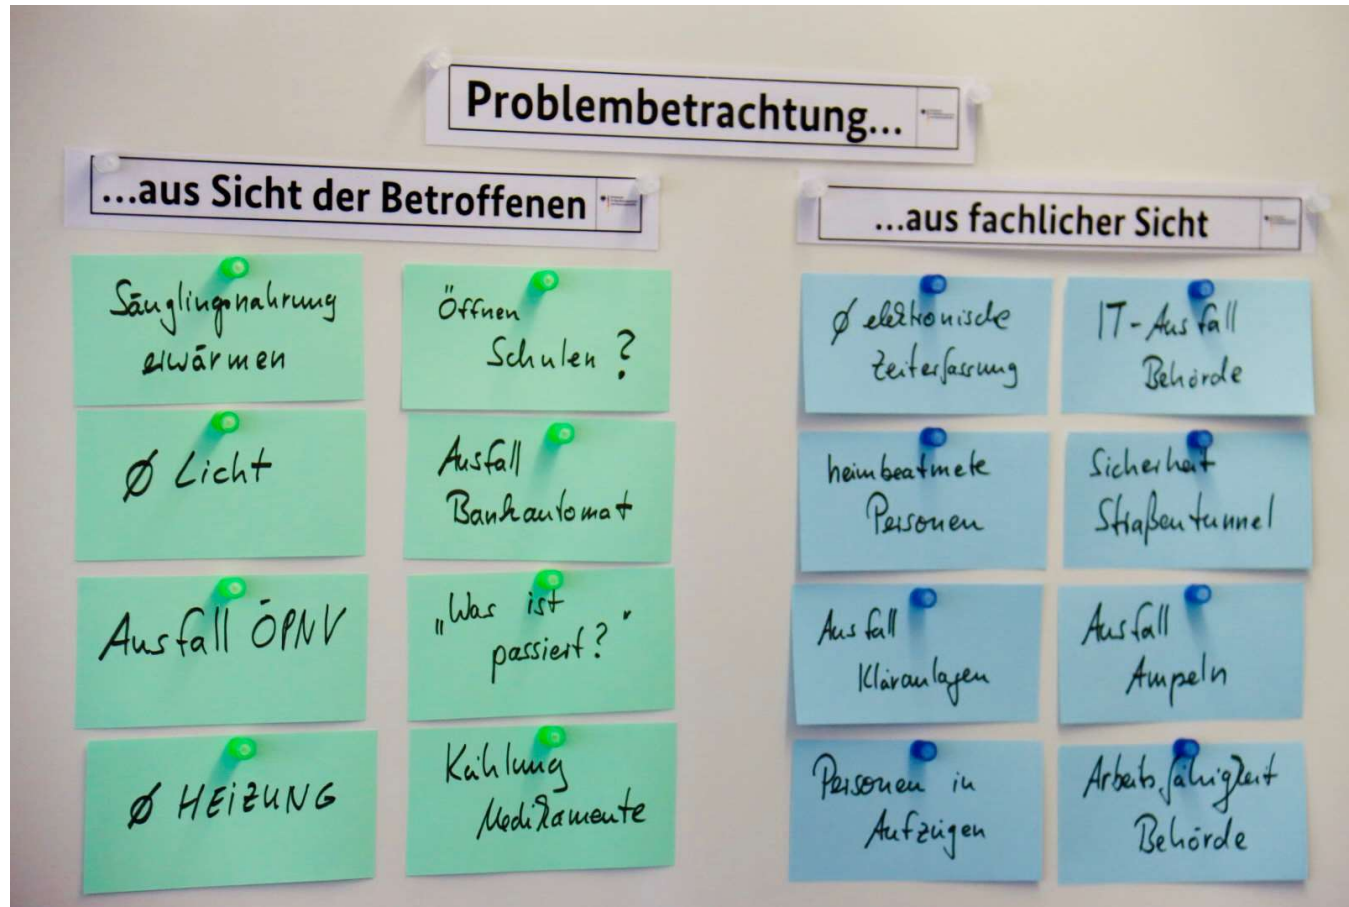 Problembetrachtung...
...aus Sicht der Betroffenen
Säuglingsnahrung
erwärmen
Öffnen
Schulen?
Ø Licht
Ausfall
Bankautomat
Ausfall ÖPNV
„Was ist
passiert?"
Ø HEIZUNG
Kühlung
Medikamente
...aus fachlicher Sicht
Ø elektronische
Zeiterfassung
IT-Ausfall
Behörde
heimbeatmete
Personen
Sicherheit
Straßentunnel
Ausfall
Kläranlagen
Ausfall
Ampeln
Personen in
Aufzügen
Arbeitsfähigkeit
Behörde